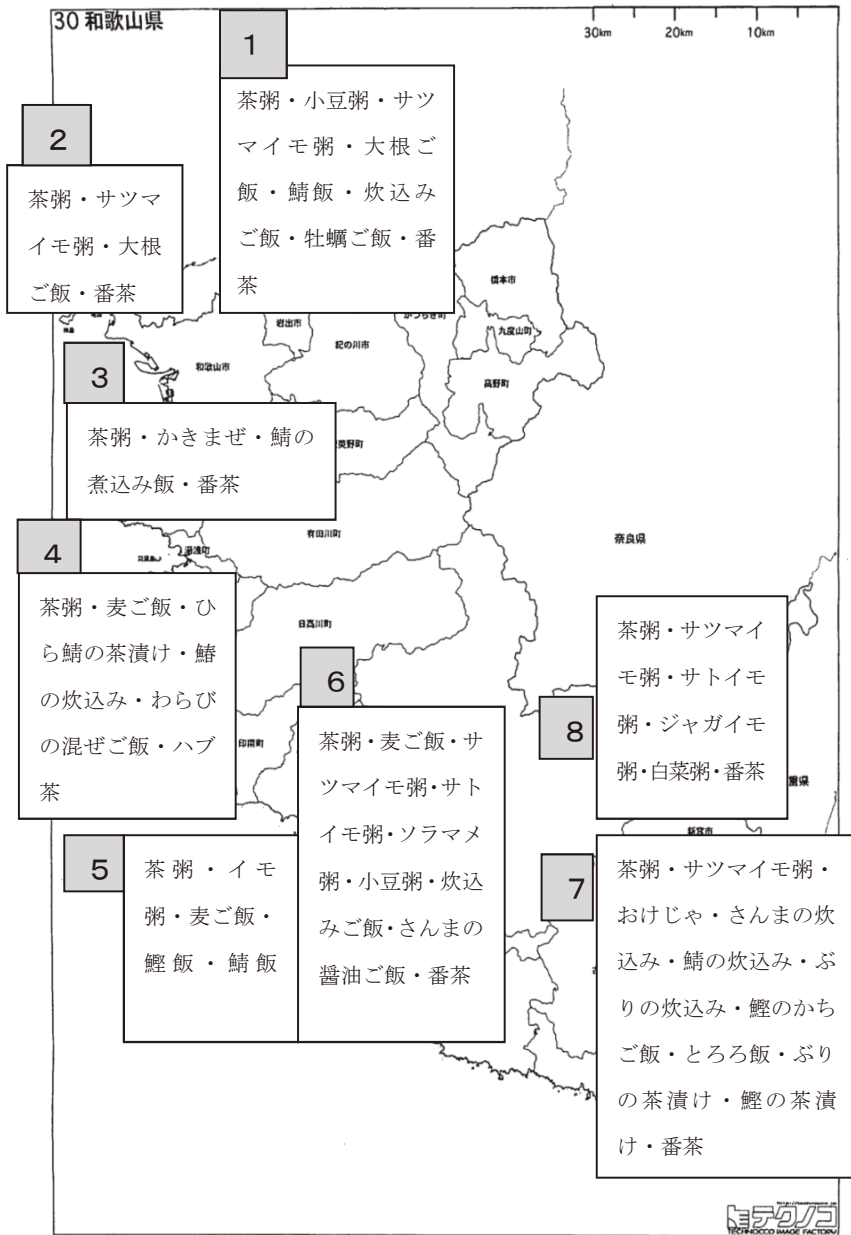 30 和歌山県
30km 20km 10km
1
茶粥・小豆粥・サツ
マイモ粥・大根ご
飯・鯖飯・炊込み
ご飯・牡蠣ご飯・番
茶
2
茶粥・サツマ
イモ粥・大根
ご飯・番茶
橋本市
かつらぎ町
九度山町
岩出市
紀の川市
和歌山市
高野町
3
茶粥・かきまぜ・鯖の
煮込み飯・番茶
美野町
有田川町
奈良県
4
湯浅町
茶粥・麦ご飯・ひ
ら鯖の茶漬け・鰆
の炊込み・わらび
の混ぜご飯・ハブ
茶
日高川町
印南町
6
茶粥・麦ご飯・サ
ツマイモ粥・サト
イモ粥・ソラマメ
粥・小豆粥・炊込
みご飯・さんまの
醤油ご飯・番茶
8
茶粥・サツマイ
モ粥・サトイモ
粥・ジャガイモ
粥・白菜粥・番茶
重県
新宮市
5
茶粥・イモ
粥・麦ご飯・
鰹飯・鯖飯
7
茶粥・サツマイモ粥・
おけじゃ・さんまの炊
込み・鯖の炊込み・ぶ
りの炊込み・鰹のかち
ご飯・とろろ飯・ぶり
の茶漬け・鰹の茶漬
け・番茶
テクノコ
TECHNOCO IMAGE FACTORY